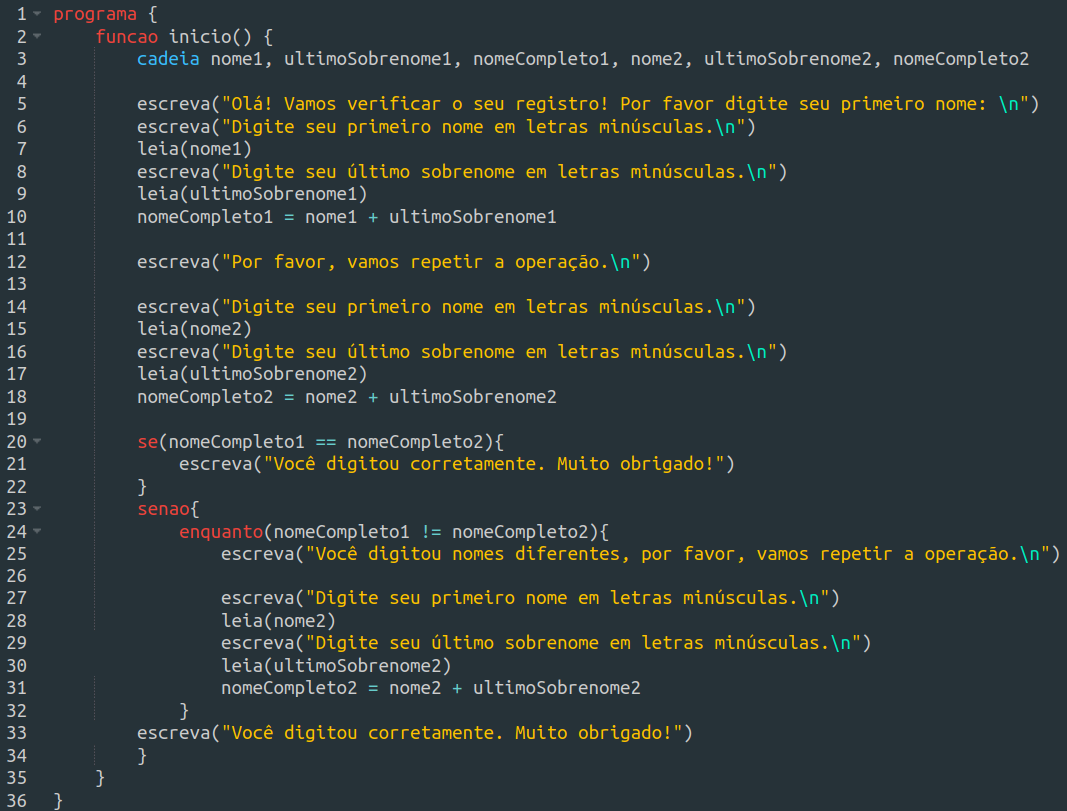 1 programa {
2     funcao inicio() {
3         cadeia nome1, ultimoSobrenome1, nomeCompleto1, nome2, ultimoSobrenome2, nomeCompleto2
4
5         escreva("Olá! Vamos verificar o seu registro! Por favor digite seu primeiro nome: \n")
6         escreva("Digite seu primeiro nome em letras minúsculas.\n")
7         leia(nome1)
8         escreva("Digite seu último sobrenome em letras minúsculas.\n")
9         leia(ultimoSobrenome1)
10         nomeCompleto1 = nome1 + ultimoSobrenome1
11
12         escreva("Por favor, vamos repetir a operação.\n")
13
14         escreva("Digite seu primeiro nome em letras minúsculas.\n")
15         leia(nome2)
16         escreva("Digite seu último sobrenome em letras minúsculas.\n")
17         leia(ultimoSobrenome2)
18         nomeCompleto2 = nome2 + ultimoSobrenome2
19
20         se(nomeCompleto1 == nomeCompleto2){
21             escreva("Você digitou corretamente. Muito obrigado!")
22         }
23         senao{
24             enquanto(nomeCompleto1 != nomeCompleto2){
25                 escreva("Você digitou nomes diferentes, por favor, vamos repetir a operação.\n")
26
27                 escreva("Digite seu primeiro nome em letras minúsculas.\n")
28                 leia(nome2)
29                 escreva("Digite seu último sobrenome em letras minúsculas.\n")
30                 leia(ultimoSobrenome2)
31                 nomeCompleto2 = nome2 + ultimoSobrenome2
32             }
33         escreva("Você digitou corretamente. Muito obrigado!")
34         }
35     }
36 }